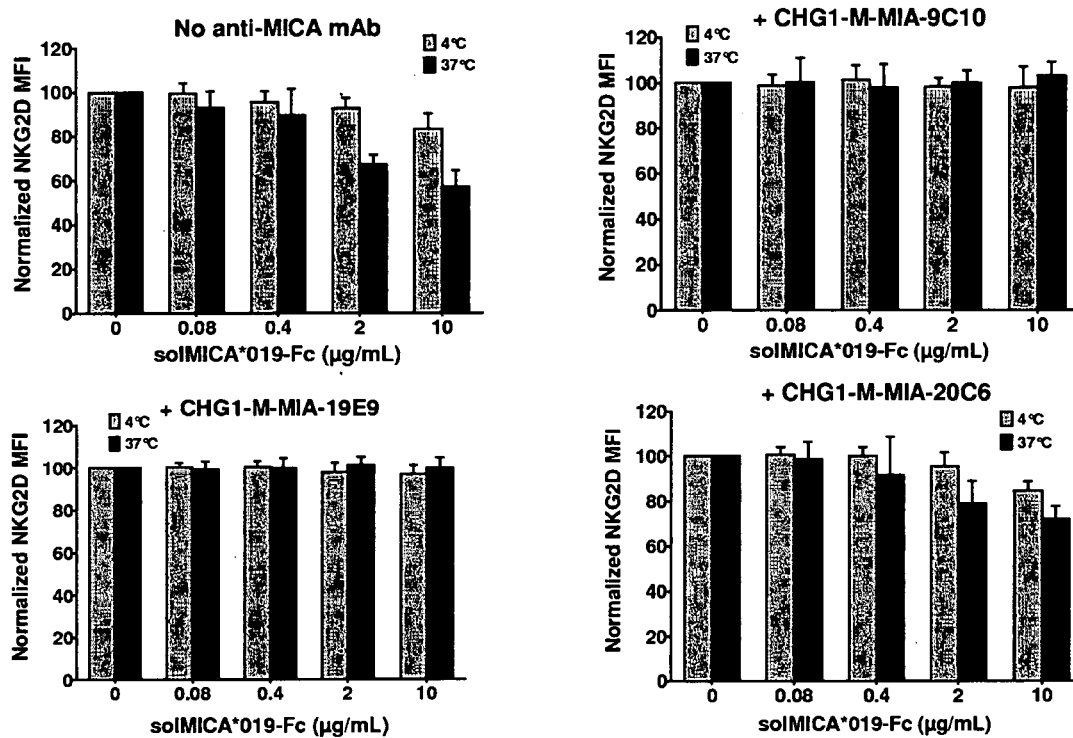 No anti-MICA mAb
4°C
37°C
Normalized NKG2D MFI
120
100
80
60
40
20
0
0 0.08 0.4 2 10
solMICA*019-Fc (µg/mL)
+ CHG1-M-MIA-9C10
4°C
37°C
Normalized NKG2D MFI
120
100
80
60
40
20
0
0 0.08 0.4 2 10
solMICA*019-Fc (µg/mL)
+ CHG1-M-MIA-19E9
4°C
37°C
Normalized NKG2D MFI
120
100
80
60
40
20
0
0 0.08 0.4 2 10
solMICA*019-Fc (µg/mL)
+ CHG1-M-MIA-20C6
4°C
37°C
Normalized NKG2D MFI
120
100
80
60
40
20
0
0 0.08 0.4 2 10
solMICA*019-Fc (µg/mL)